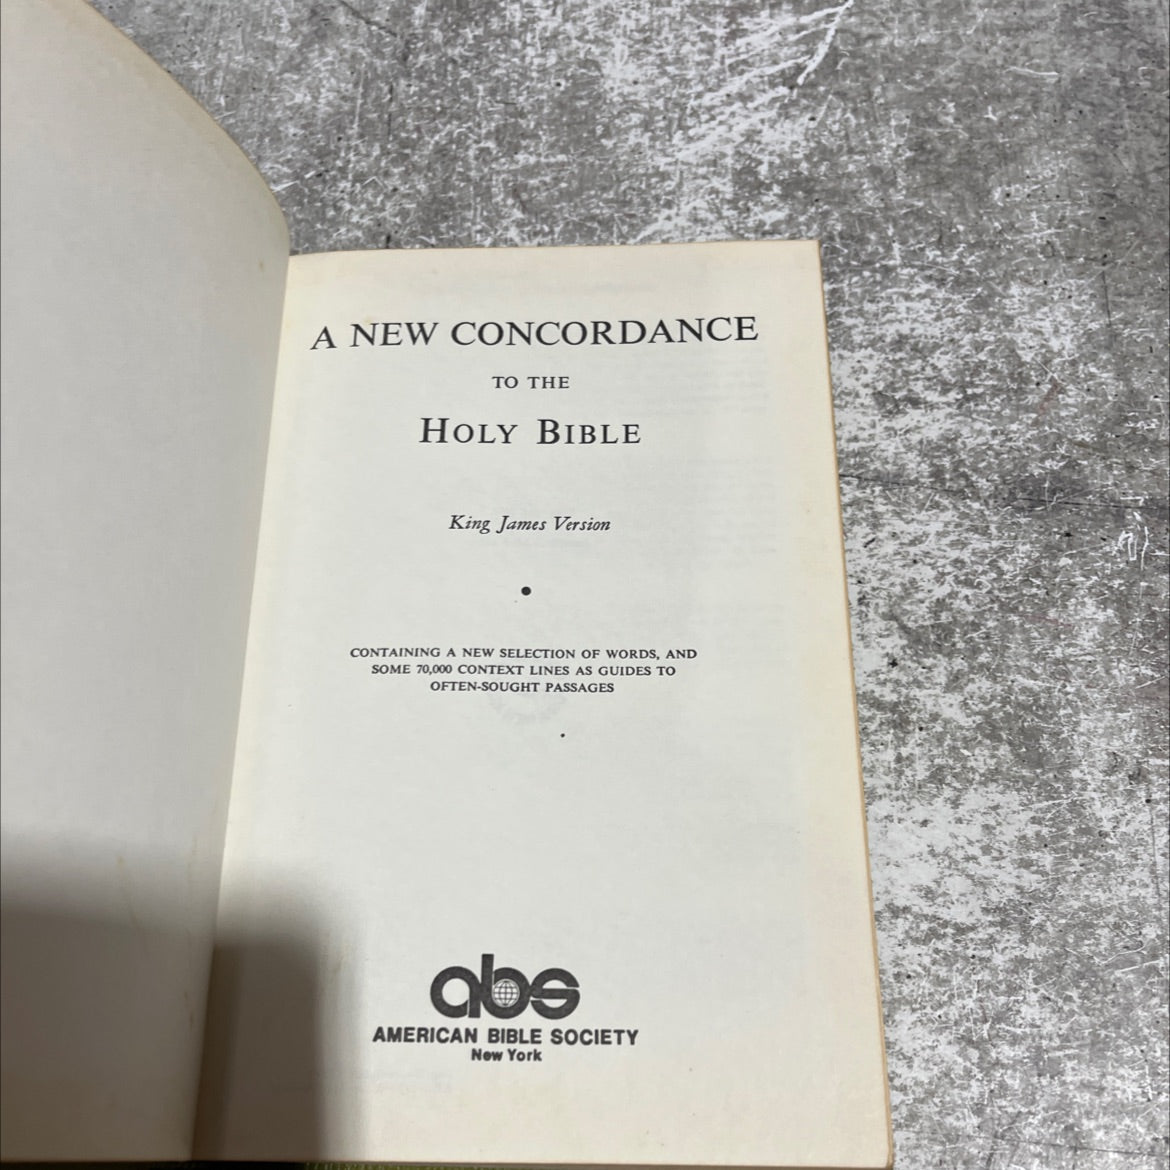 A NEW CONCORDANCE
TO THE
HOLY BIBLE
King James Version
CONTAINING A NEW SELECTION OF WORDS, AND
SOME 70,000 CONTEXT LINES AS GUIDES TO
OFTEN-SOUGHT PASSAGES
abs
AMERICAN BIBLE SOCIETY
New York